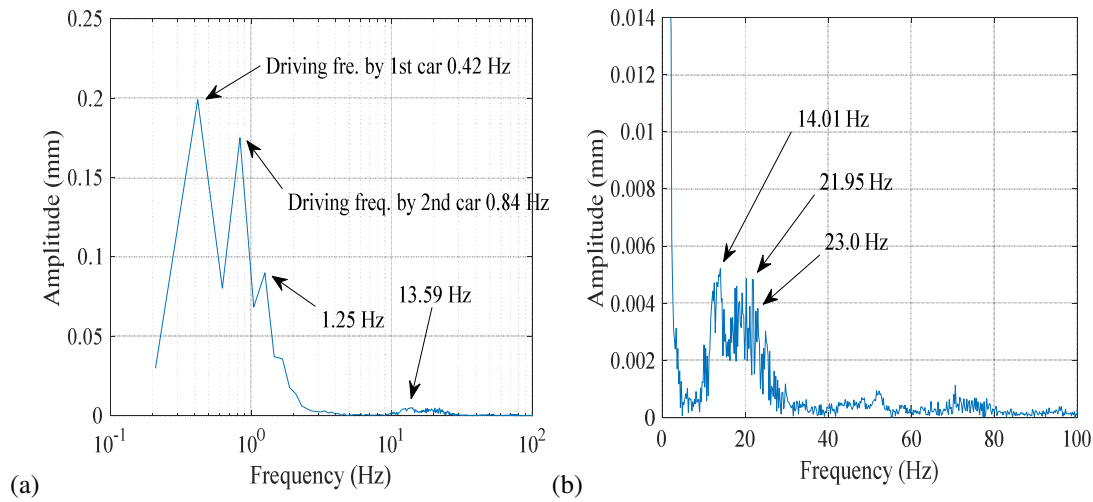 0.25
0.2
0.15
0.1
0.05
0
10^-1
10^0
10^1
10^2
Amplitude (mm)
Frequency (Hz)
Driving fre. by 1st car 0.42 Hz
Driving freq. by 2nd car 0.84 Hz
1.25 Hz
13.59 Hz
(a)
0.014
0.012
0.01
0.008
0.006
0.004
0.002
0
0
20
40
60
80
100
Amplitude (mm)
Frequency (Hz)
14.01 Hz
21.95 Hz
23.0 Hz
(b)